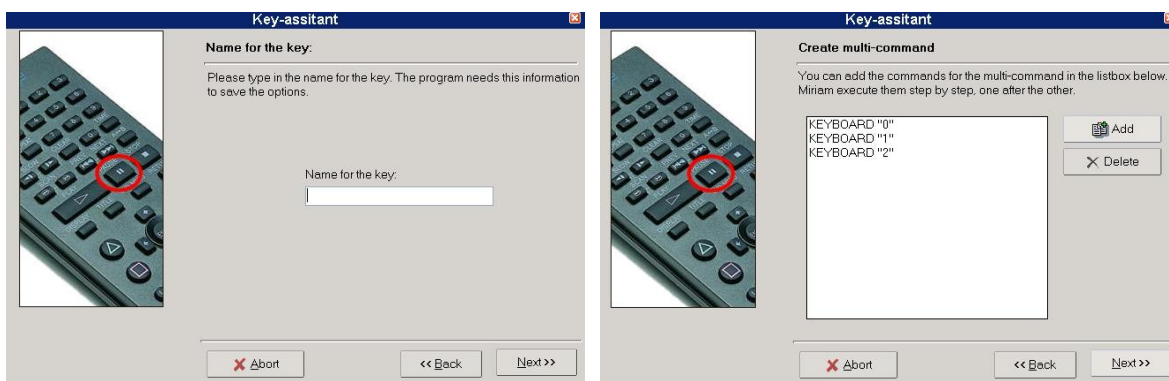 Key-assitant
Name for the key:
Please type in the name for the key. The program needs this information
to save the options.
Name for the key:
Abort
<< Back
Next >>
Key-assitant
Create multi-command
You can add the commands for the multi-command in the listbox below.
Miriam execute them step by step, one after the other.
KEYBOARD "0"
KEYBOARD "1"
KEYBOARD "2"
Add
Delete
Abort
<< Back
Next >>